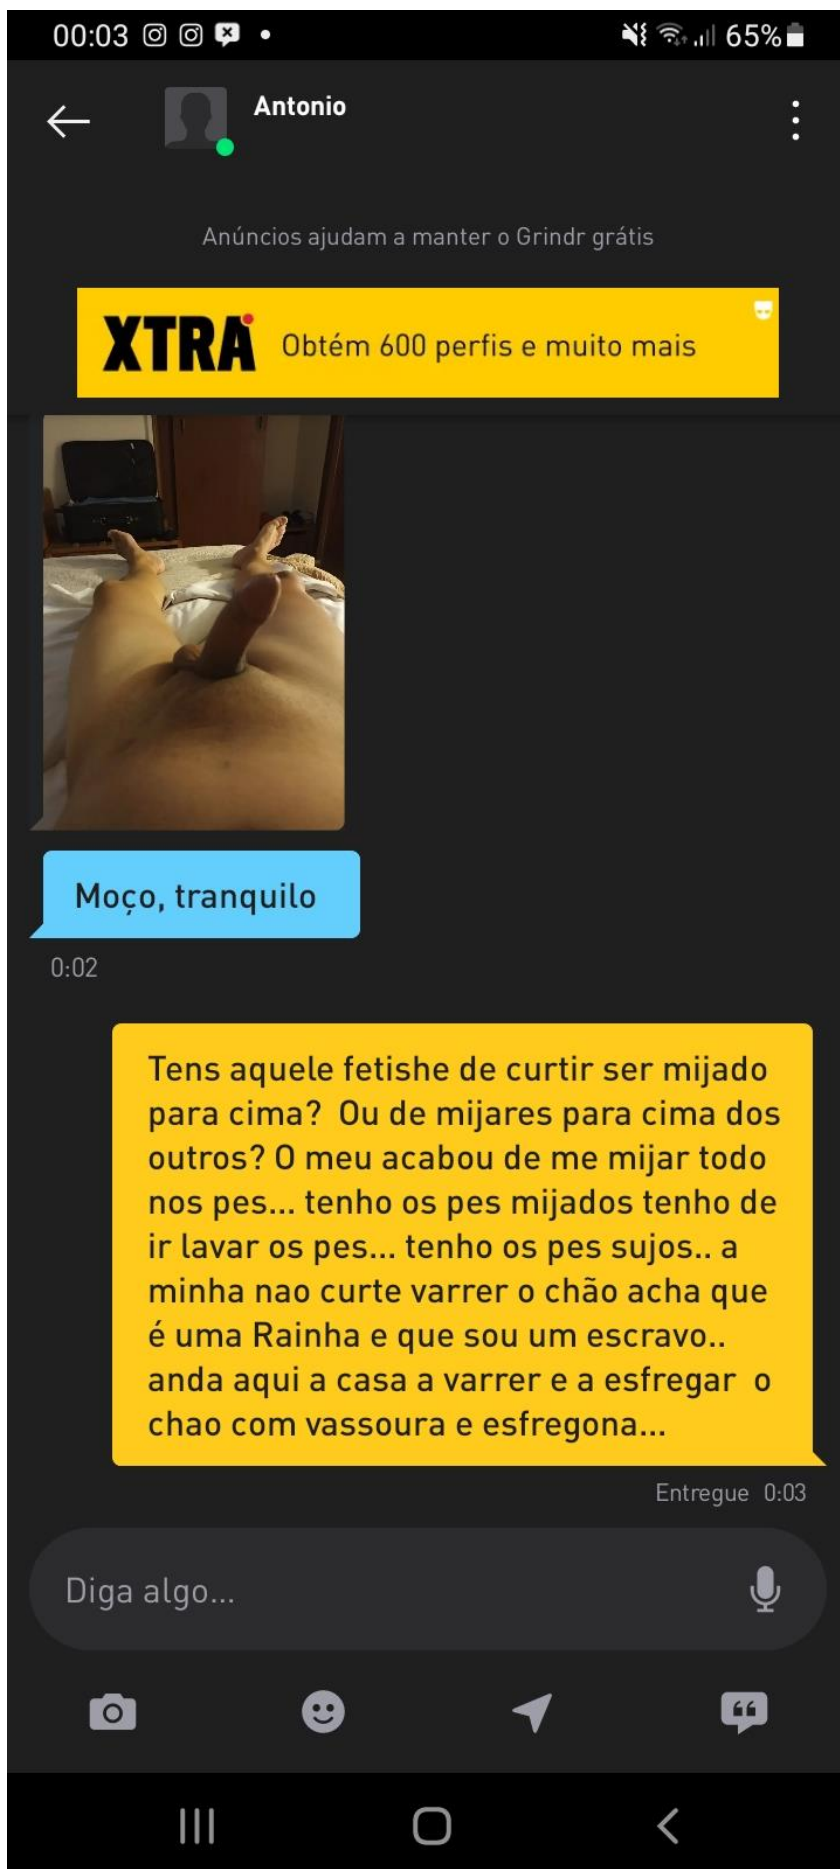 00:03
65%
Antonio
Anúncios ajudam a manter o Grindr grátis
XTRA Obtém 600 perfis e muito mais
Moço, tranquilo
0:02
Tens aquele fetishe de curtir ser mijado
para cima?  Ou de mijares para cima dos
outros? O meu acabou de me mijar todo
nos pes... tenho os pes mijados tenho de
ir lavar os pes... tenho os pes sujos.. a
minha nao curte varrer o chão acha que
é uma Rainha e que sou um escravo..
anda aqui a casa a varrer e a esfregar  o
chao com vassoura e esfregona...
Entregue 0:03
Diga algo...